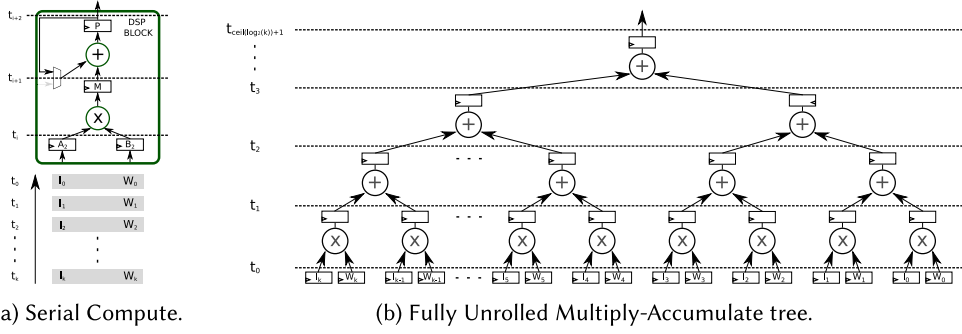 t_{i+2}
P
DSP
BLOCK
+
t_{i+1}
M
X
t_i
A_2 B_2
t_0 I_0 W_0
t_1 I_1 W_1
t_2 I_2 W_2
t_k I_k W_k
a) Serial Compute.
t_{ceil(log_2(k))+1}
+
t_3
+ +
t_2
+ + + +
t_1
X X X X X X X X
t_0
I_k W_k I_{k-1} W_{k-1} I_5 W_5 I_4 W_4 I_3 W_3 I_2 W_2 I_1 W_1 I_0 W_0
(b) Fully Unrolled Multiply-Accumulate tree.